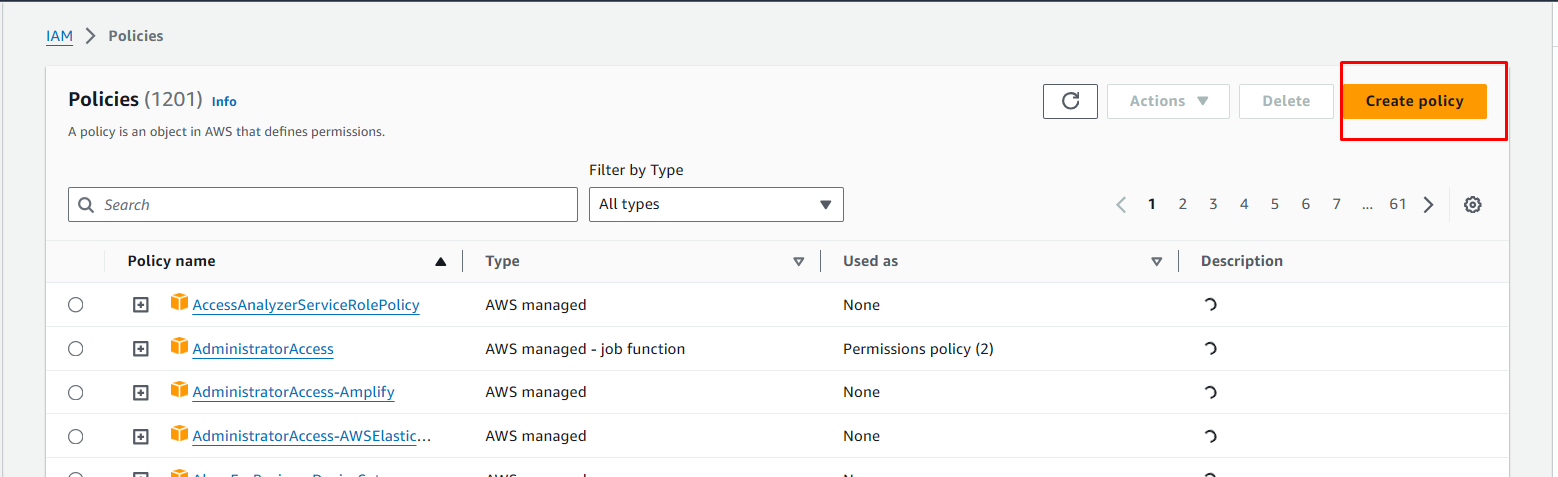 IAM > Policies
Policies (1201) Info
Actions
Delete
Create policy
A policy is an object in AWS that defines permissions.
Filter by Type
Search
All types
1 2 3 4 5 6 7 ... 61
Policy name Type Used as Description
AccessAnalyzerServiceRolePolicy AWS managed None
AdministratorAccess AWS managed - job function Permissions policy (2)
AdministratorAccess-Amplify AWS managed None
AdministratorAccess-AWSElastic... AWS managed None